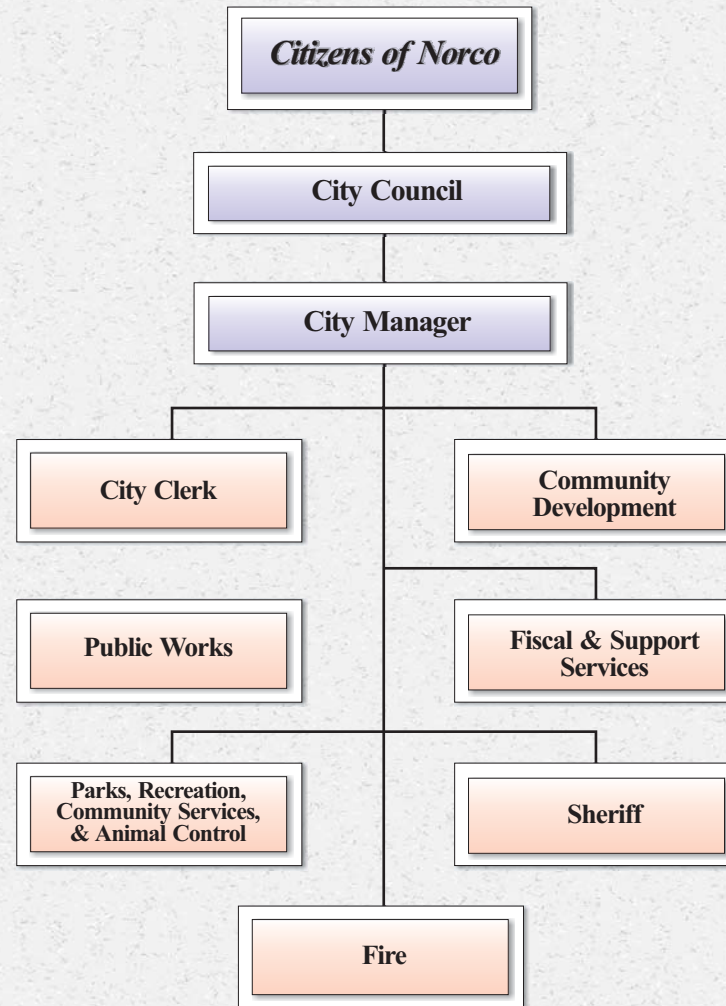 Citizens of Norco
City Council
City Manager
City Clerk
Community
Development
Public Works
Fiscal & Support
Services
Parks, Recreation,
Community Services,
& Animal Control
Sheriff
Fire